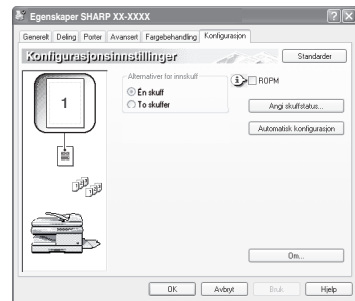 Egenskaper SHARP XX-XXXX
Generelt Deling Porter Avansert Fargebehandling Konfigurasjon
Konfigurasjonsinnstillinger
Standarder
1
Alternativer for innskuff
Én skuff
To skuffer
ROPM
Angi skuffstatus...
Automatisk konfigurasjon
Om...
OK Avbryt Bruk Hjelp